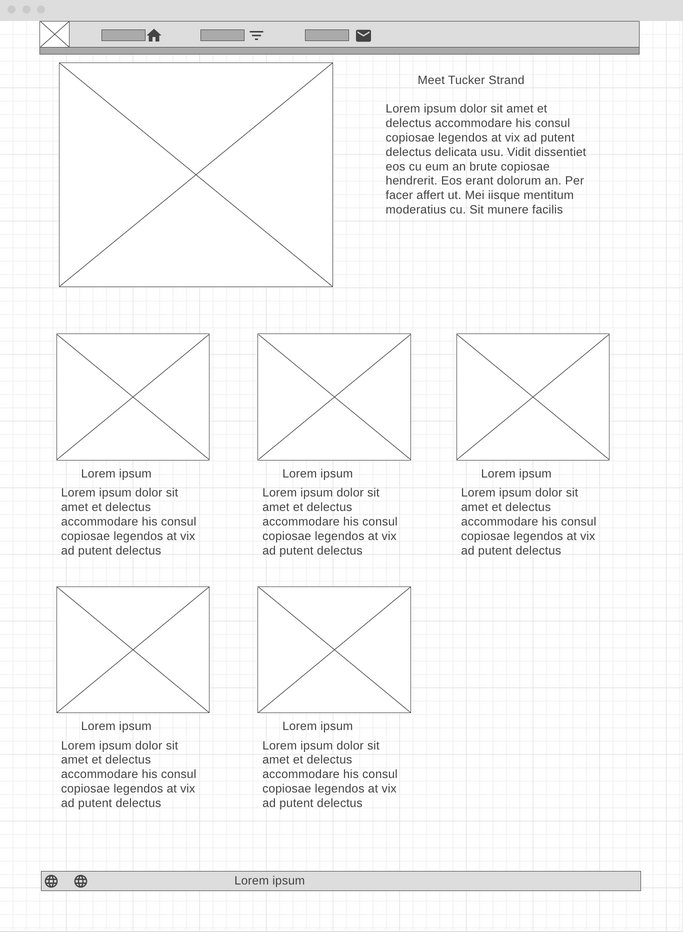 Meet Tucker Strand
Lorem ipsum dolor sit amet et
delectus accommodare his consul
copiosae legendos at vix ad putent
delectus delicata usu. Vidit dissentiet
eos cu eum an brute copiosae
hendrerit. Eos erant dolorum an. Per
facer affert ut. Mei iisque mentitum
moderatius cu. Sit munere facilis
Lorem ipsum
Lorem ipsum dolor sit
amet et delectus
accommodare his consul
copiosae legendos at vix
ad putent delectus
Lorem ipsum
Lorem ipsum dolor sit
amet et delectus
accommodare his consul
copiosae legendos at vix
ad putent delectus
Lorem ipsum
Lorem ipsum dolor sit
amet et delectus
accommodare his consul
copiosae legendos at vix
ad putent delectus
Lorem ipsum
Lorem ipsum dolor sit
amet et delectus
accommodare his consul
copiosae legendos at vix
ad putent delectus
Lorem ipsum
Lorem ipsum dolor sit
amet et delectus
accommodare his consul
copiosae legendos at vix
ad putent delectus
Lorem ipsum